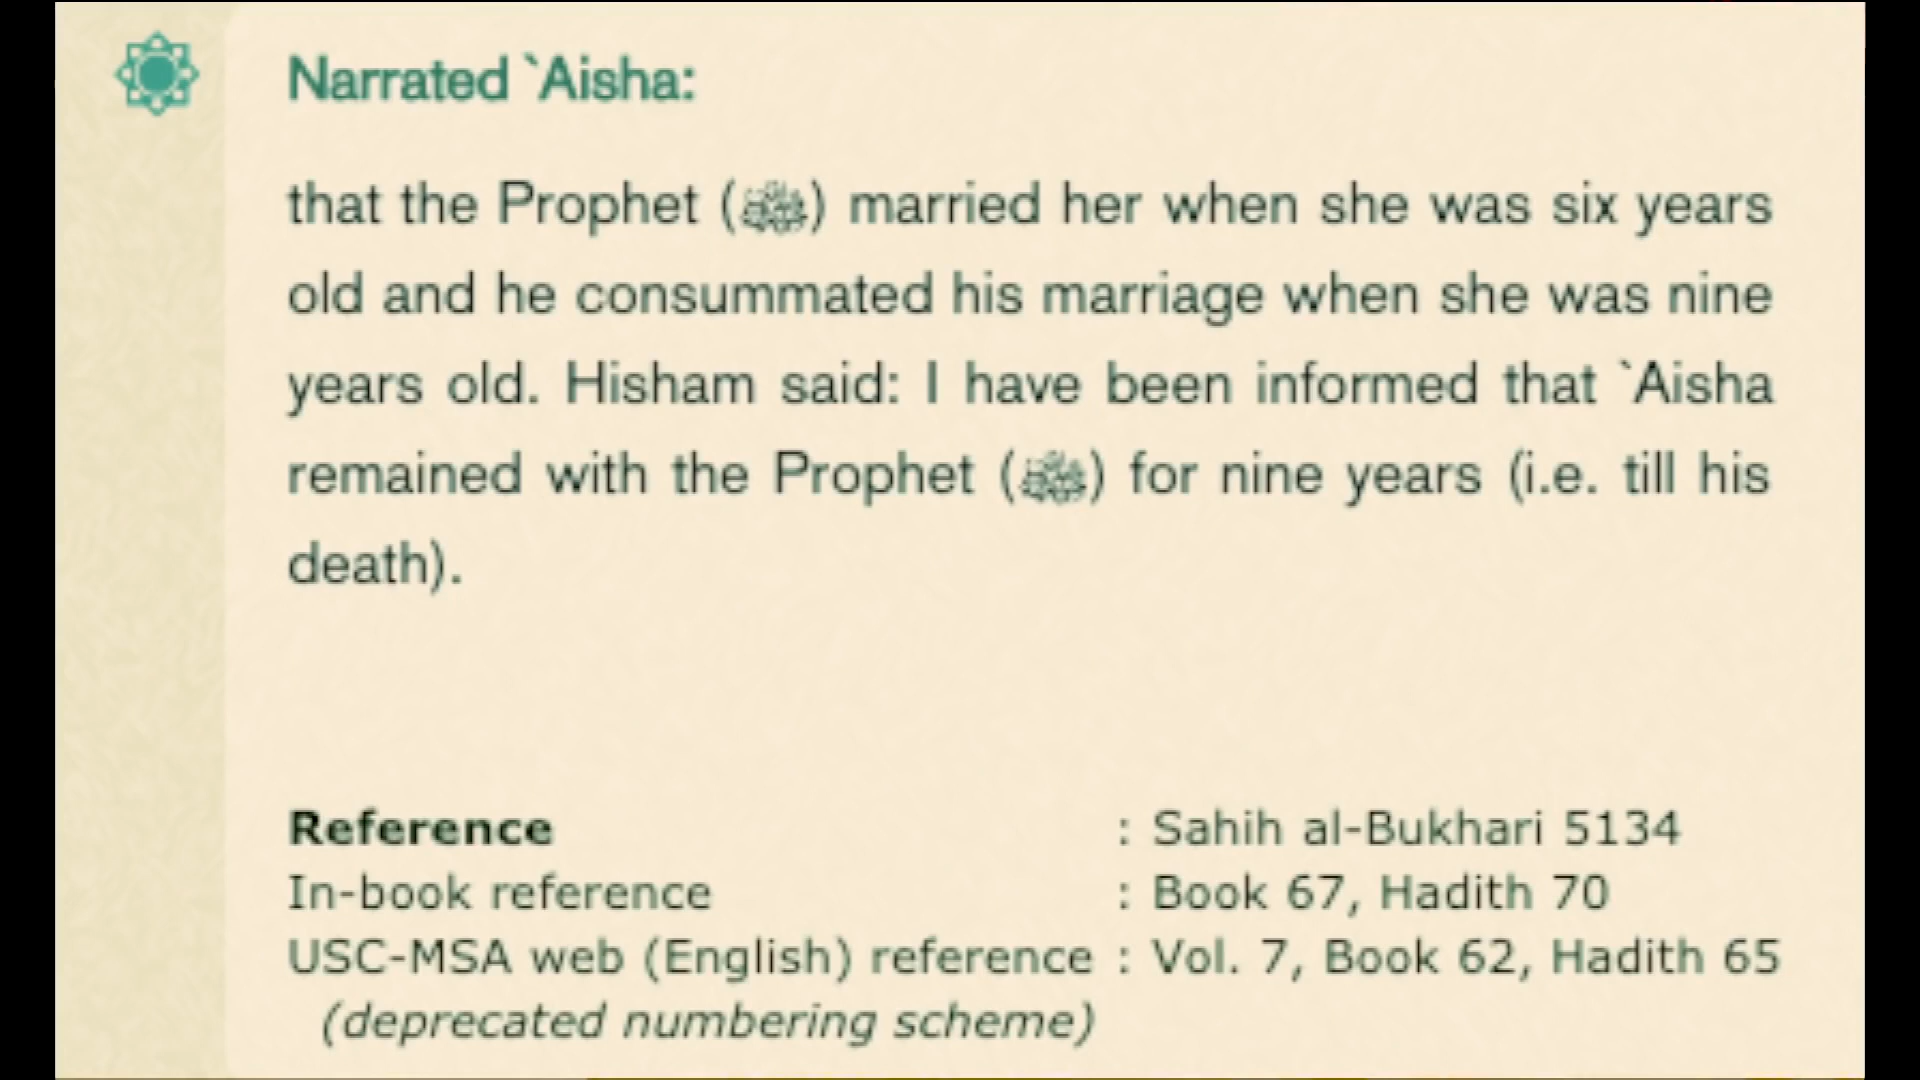 Narrated `Aisha:
that the Prophet (ﷺ) married her when she was six years
old and he consummated his marriage when she was nine
years old. Hisham said: I have been informed that `Aisha
remained with the Prophet (ﷺ) for nine years (i.e. till his
death).
Reference : Sahih al-Bukhari 5134
In-book reference : Book 67, Hadith 70
USC-MSA web (English) reference : Vol. 7, Book 62, Hadith 65
(deprecated numbering scheme)